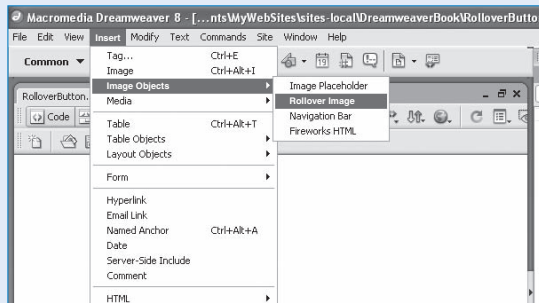 Macromedia Dreamweaver 8 - [...nts\MyWebSites\sites-local\DreamweaverBook\RolloverButto
File Edit View Insert Modify Text Commands Site Window Help
Common
Tag... Ctrl+E
Image Ctrl+Alt+I
Image Objects
Media
Table Ctrl+Alt+T
Table Objects
Layout Objects
Form
Hyperlink
Email Link
Named Anchor Ctrl+Alt+A
Date
Server-Side Include
Comment
HTML
Image Placeholder
Rollover Image
Navigation Bar
Fireworks HTML
RolloverButton.
Code